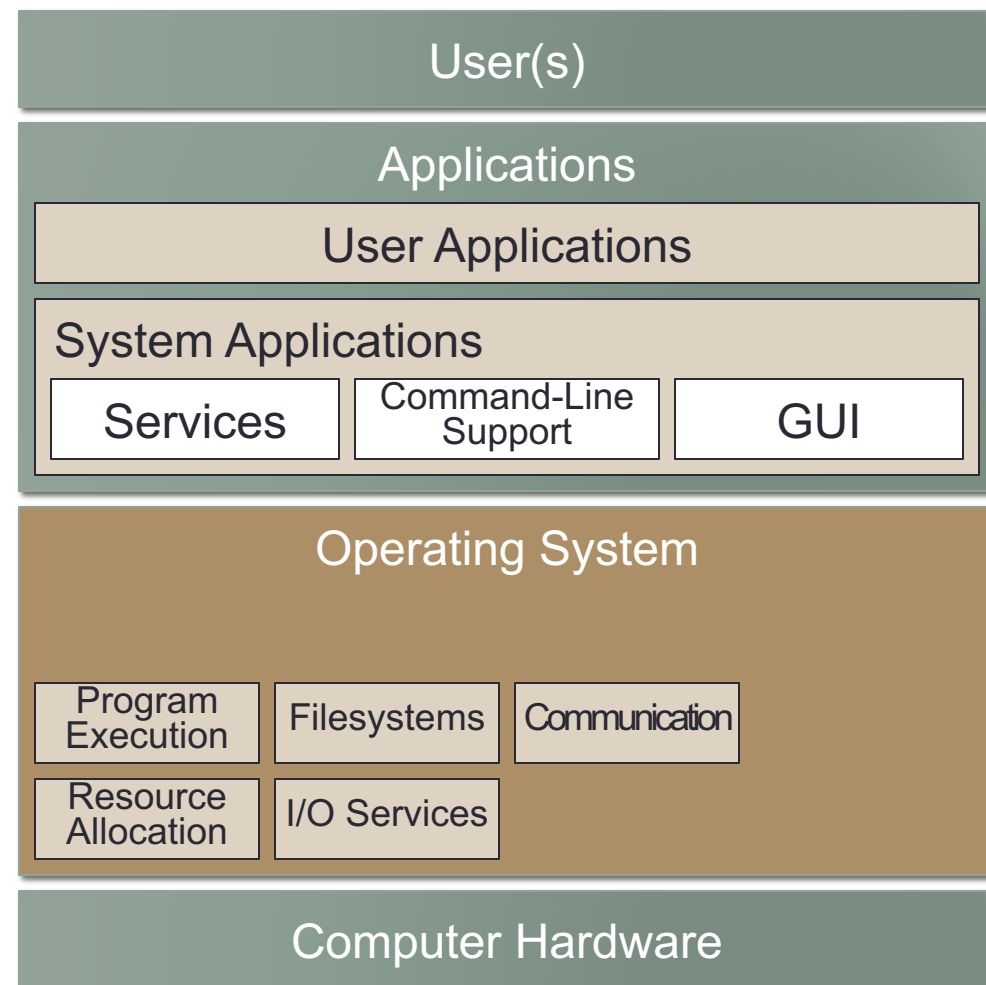 User(s)
Applications
User Applications
System Applications
Services
Command-Line
Support
GUI
Operating System
Program
Execution
Filesystems
Communication
Resource
Allocation
I/O Services
Computer Hardware